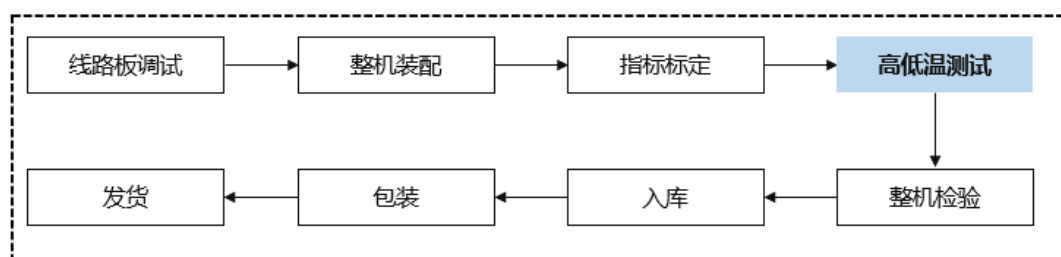 线路板调试
整机装配
指标标定
高低温测试
整机检验
入库
包装
发货